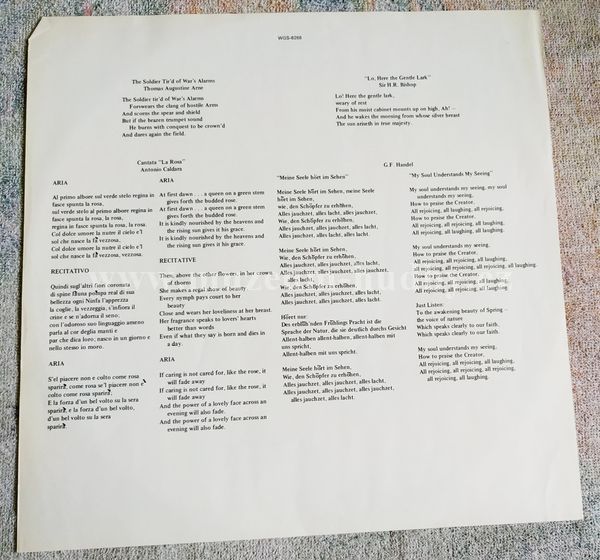 WGS-8268
The Soldier Tir'd of War's Alarms
Thomas Augustine Arne
The Soldier tir'd of War's Alarms
Forswears the clang of hostile Arms
And scorns the spear and shield
But if the brazen trumpet sound
He burns with conquest to be crown'd
And dares again the field.
"Lo, Here the Gentle Lark"
Sir H.R. Bishop
Lo! Here the gentle lark,
weary of rest
From his moist cabinet mounts up on high, Ah! —
And he wakes the morning from whose silver breast
The sun ariseth in true majesty.
Cantata "La Rosa"
Antonio Caldara
ARIA
Al primo albore sul verde stelo regina in
fasce spunta la rosa,
sul verde stelo al primo albore regina in
fasce spunta la rosa, la rosa,
regina in fasce spunta la rosa, la rosa.
Col dolce umore la nutre il cielo e'l
sol che nasce la fà vezzosa,
Col dolce umore la nutre il cielo e'l
sol che nasce la fà vezzosa, vezzosa.
RECITATIVO
Quindi sugl'altri fiori coronata
di spine fastosa pompa real di sua
bellezza ogni Ninfa l'apprezza
la coglie, la vezzeggia, s'infiora il
crine e se n'adorna il seno;
con l'odoroso suo linguaggio ameno
parla al cor deglia manti e
par che dica loro; nasco in un giorno e
nello stesso in moro.
ARIA
S'el piacere non e colto come rosa
sparirà, come rosa se'l piacere non e
colto come rosa sparirà.
E la forza d'un bel volto su la sera
sparirà, e la forza d'un bel volto,
d'un bel volto su la sera
sparirà.
ARIA
At first dawn . . . a queen on a green stem
gives forth the budded rose.
At first dawn . . . a queen on a green stem
gives forth the budded rose.
It is kindly nourished by the heavens and
the rising sun gives it his grace.
It is kindly nourished by the heavens and
the rising sun gives it his grace.
RECITATIVE
Then, above the other flowers, in her crown
of thorns
She makes a regal show of beauty
Every nymph pays court to her
beauty
Close and wears her loveliness at her breast.
Her fragrance speaks to lovers' hearts
better than words
Even if what they say is born and dies in
a day.
ARIA
If caring is not cared for, like the rose, it
will fade away
If caring is not cared for, like the rose, it
will fade away
And the power of a lovely face across an
evening will also fade.
And the power of a lovely face across an
evening will also fade.
G.F. Handel
"Meine Seele höet im Sehen"
Meine Seele hört im Sehen, meine Seele
hört im Sehen,
wie, den Schöpfer zu erhöhen,
Alles jauchzet, alles lacht, alles jauchzet,
Wie, den Schöpfer zu erhöhen,
Alles jauchzet, alles lacht,
Alles jauchzet, alles lacht.
Meine Seele hört im Sehen,
Wie, den Schöpfer zu erhöhen,
Alles jauchzet, alles lacht, alles lacht,
Alles jauchzet, alles jauchzet, alles jauchzet,
alles lacht,
Wie, den Schöpfer zu erhöhen,
Alles jauchzet, alles lacht,
Alles jauchzet, alles lacht.
Höret nur:
Des erblüh'nden Frühlings Pracht ist die
Sprache der Natur, die sie deutlich durchs Gesicht
Allent-halben allent-halben, allent-halben mit
uns spricht,
Allent-halben mit uns spricht.
Meine Seele hört im Sehen,
Wie, den Schöpfer zu erhöhen,
Alles jauchzet, alles jauchzet, alles lacht,
Alles jauchzet, alles jauchzet, alles jauchzet,
alles jauchzet, alles lacht.
"My Soul Understands My Seeing"
My soul understands my seeing, my soul
understands my seeing,
How to praise the Creator,
All rejoicing, all laughing, all rejoicing,
How to praise the Creator,
All rejoicing, all laughing,
All rejoicing, all laughing.
My soul understands my seeing,
How to praise the Creator,
All rejoicing, all laughing, all laughing,
all rejoicing, all rejoicing, all rejoicing, all laughing.
How to praise the Creator,
All rejoicing, all laughing,
All rejoicing, all laughing.
Just Listen:
To the awakening beauty of Spring —
the voice of nature
Which speaks clearly to our faith,
Which speaks clearly to our faith.
My soul understands my seeing,
How to praise the Creator.
All rejoicing, all rejoicing, all laughing,
All rejoicing, all rejoicing, all rejoicing,
all rejoicing, all laughing.